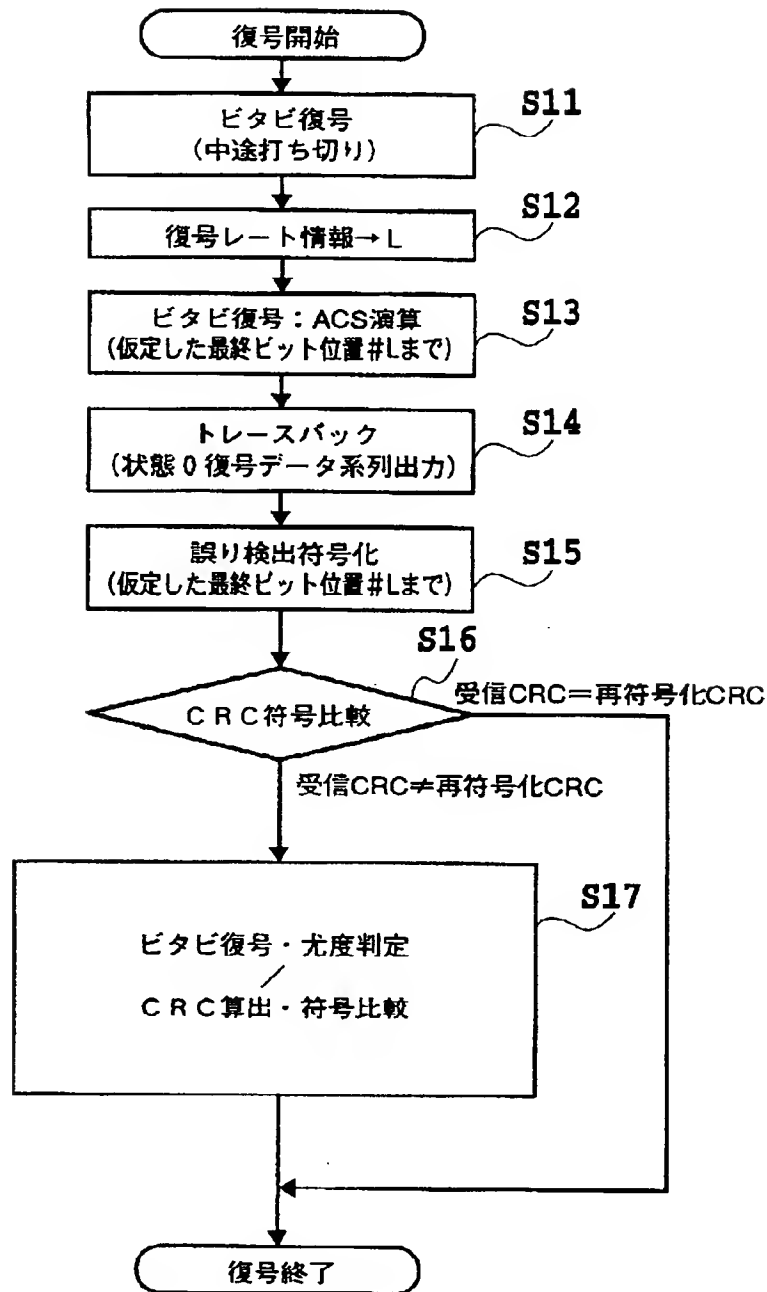 復号開始
S11
ビタビ復号
(中途打ち切り)
S12
復号レート情報→L
S13
ビタビ復号：ACS演算
(仮定した最終ビット位置#Lまで)
S14
トレースバック
(状態0復号データ系列出力)
S15
誤り検出符号化
(仮定した最終ビット位置#Lまで)
S16
受信CRC＝再符号化CRC
CRC符号比較
受信CRC≠再符号化CRC
S17
ビタビ復号・尤度判定
／
CRC算出・符号比較
復号終了